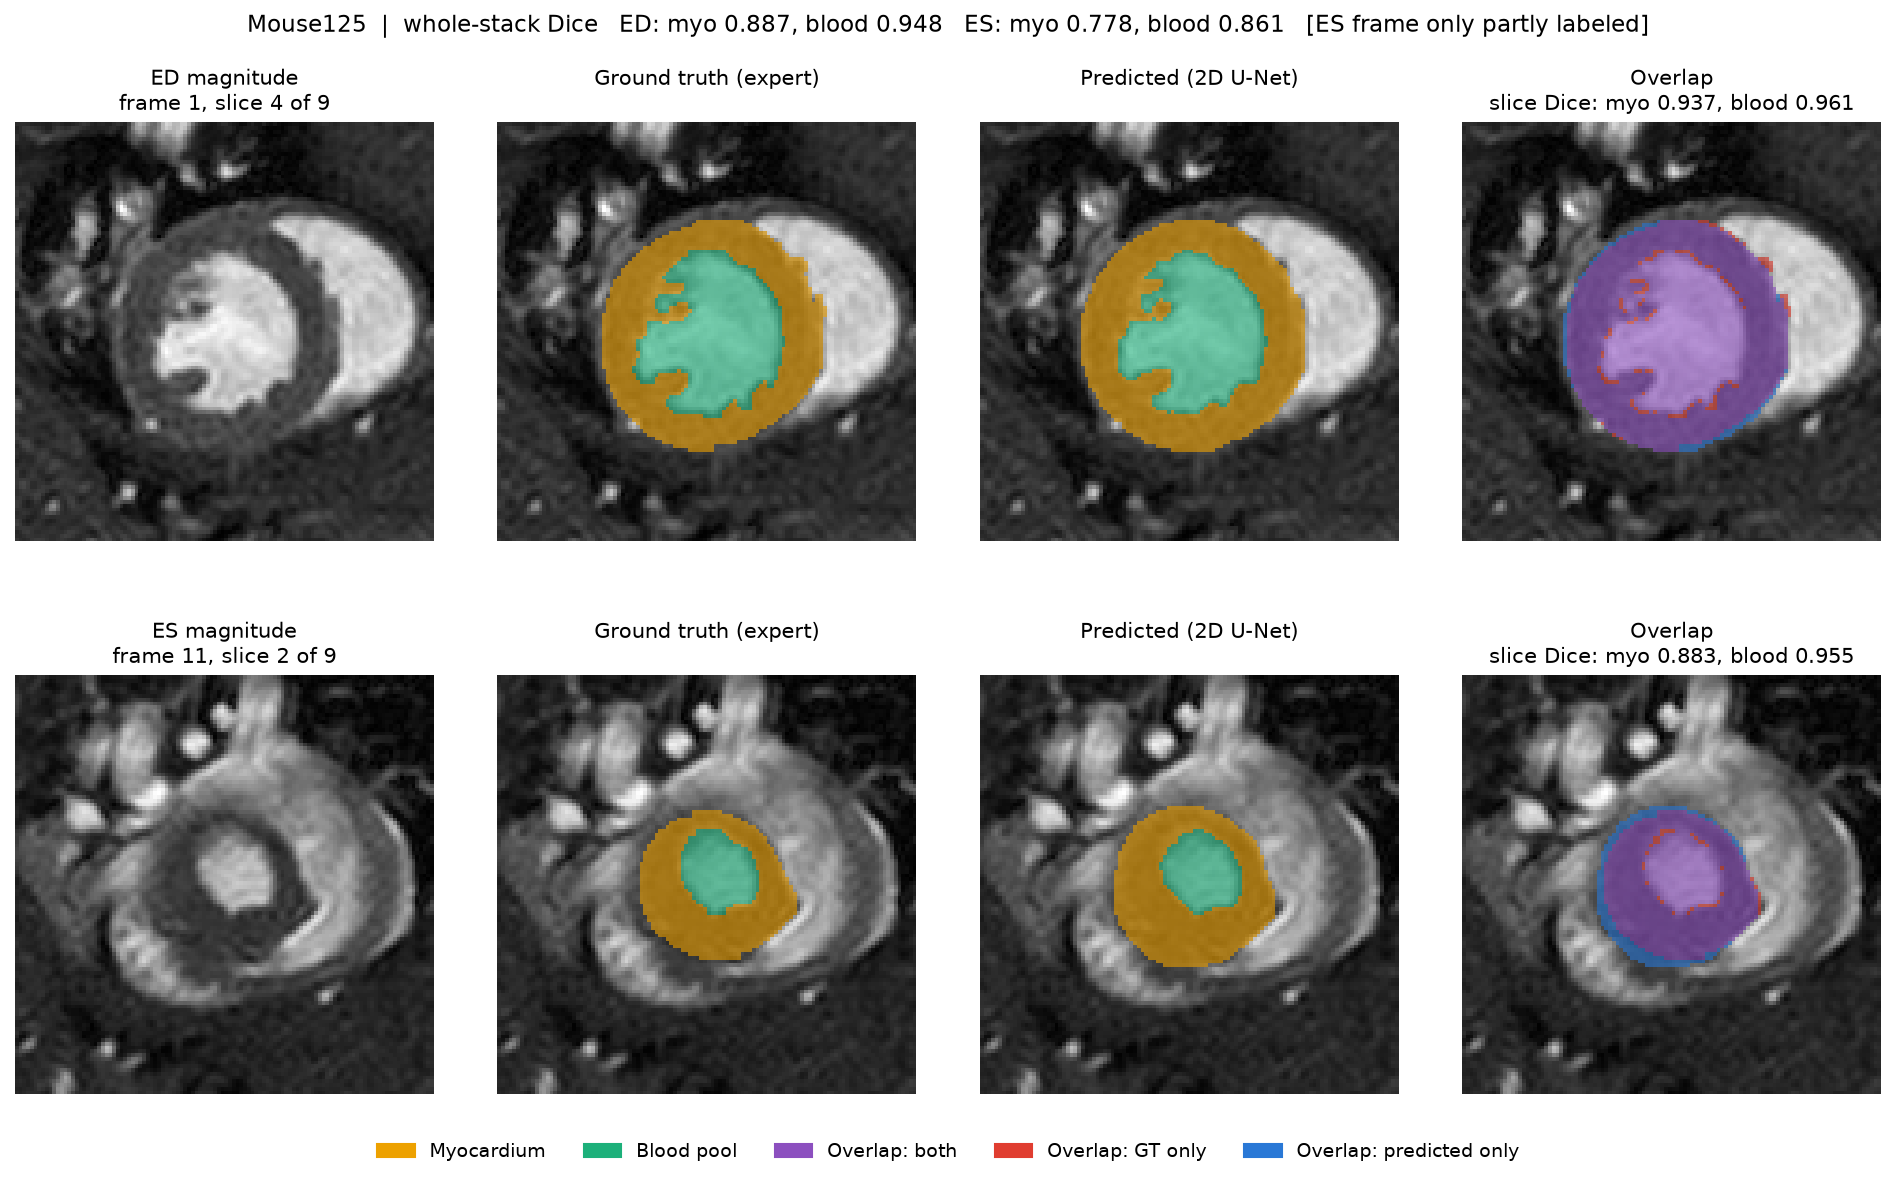 Mouse125 | whole-stack Dice ED: myo 0.887, blood 0.948 ES: myo 0.778, blood 0.861 [ES frame only partly labeled]
ED magnitude
frame 1, slice 4 of 9
Ground truth (expert)
Predicted (2D U-Net)
Overlap
slice Dice: myo 0.937, blood 0.961
ES magnitude
frame 11, slice 2 of 9
Ground truth (expert)
Predicted (2D U-Net)
Overlap
slice Dice: myo 0.883, blood 0.955
Myocardium
Blood pool
Overlap: both
Overlap: GT only
Overlap: predicted only